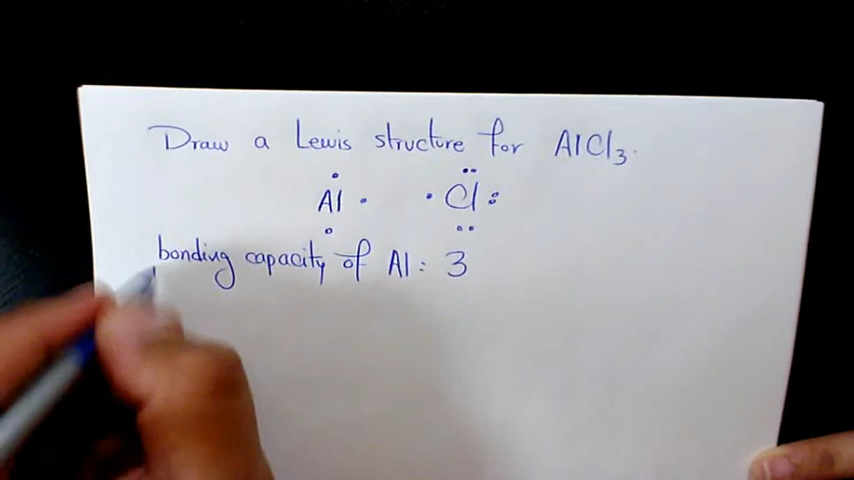 Draw a Lewis structure for AlCl₃.
Al Cl
bonding capacity of Al: 3